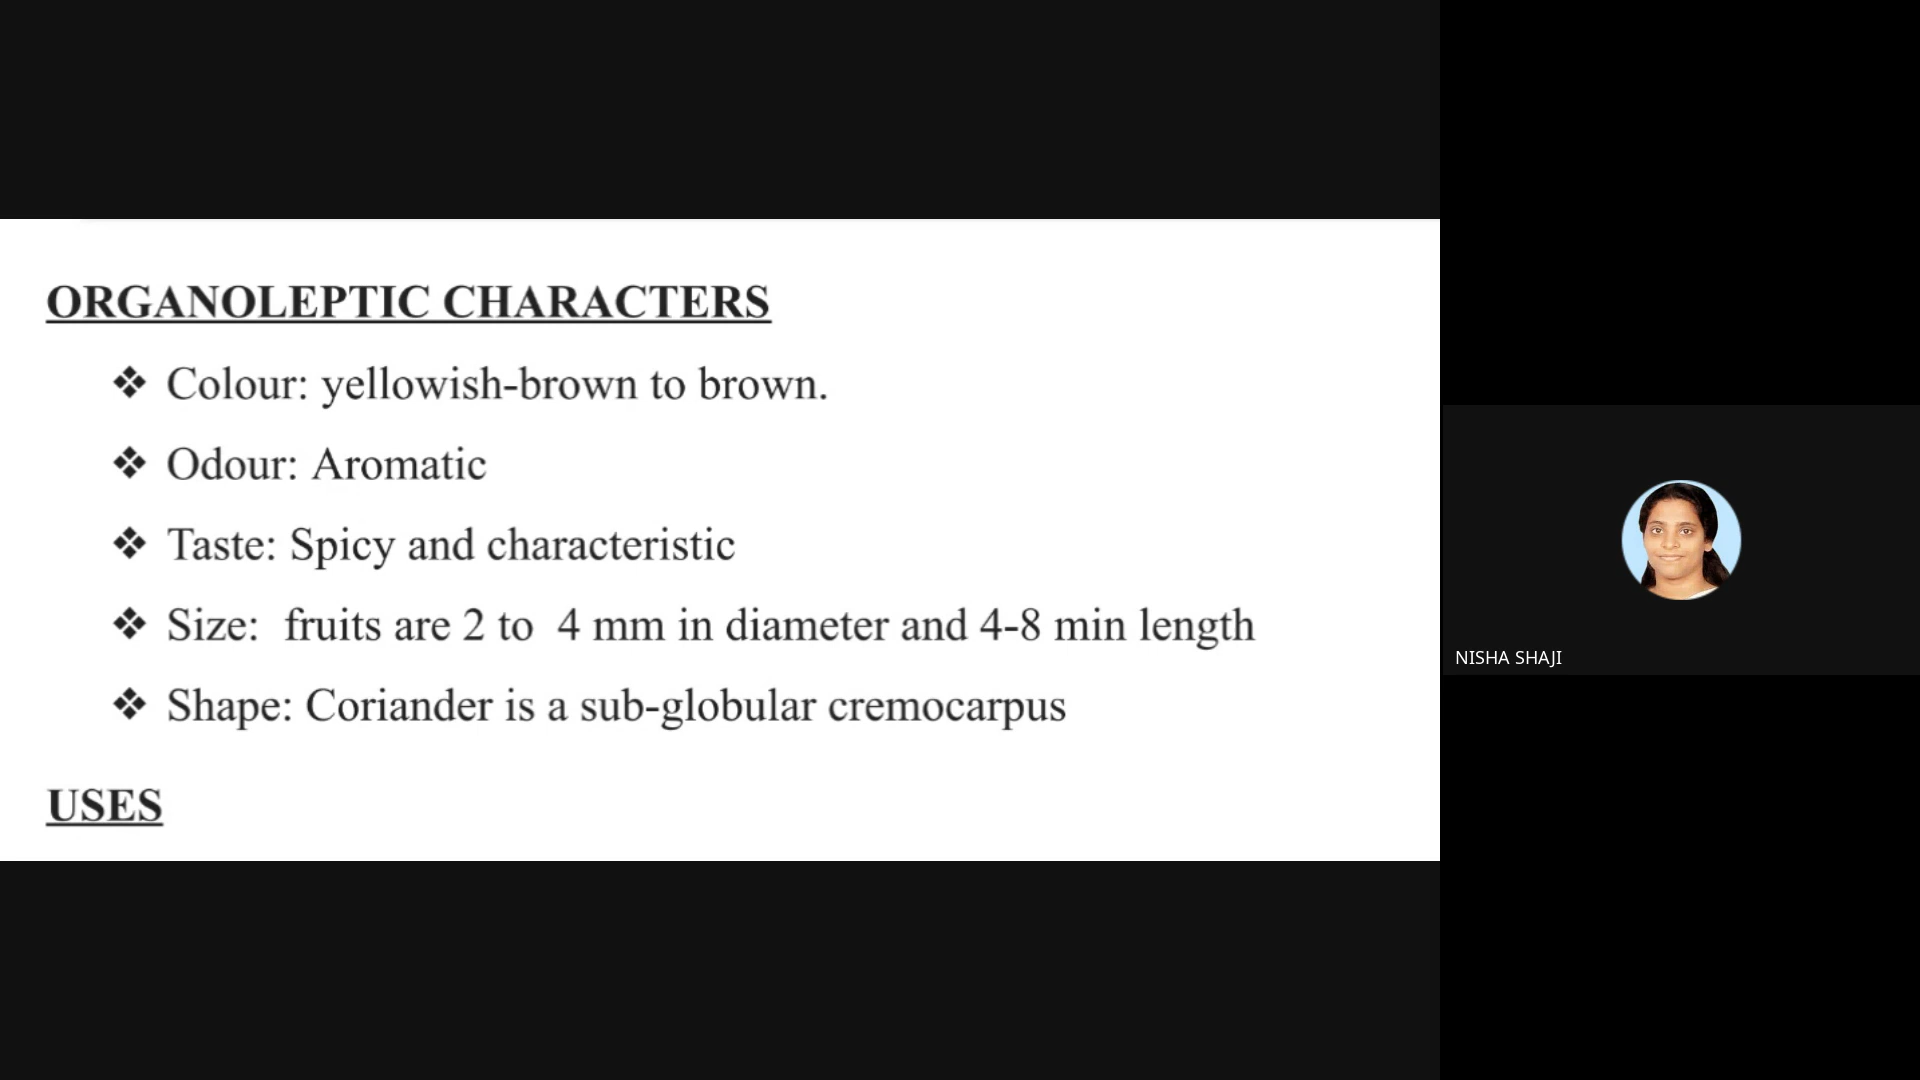 ORGANOLEPTIC CHARACTERS
❖ Colour: yellowish-brown to brown.
❖ Odour: Aromatic
❖ Taste: Spicy and characteristic
❖ Size:  fruits are 2 to  4 mm in diameter and 4-8 min length
❖ Shape: Coriander is a sub-globular cremocarpus
USES
NISHA SHAJI